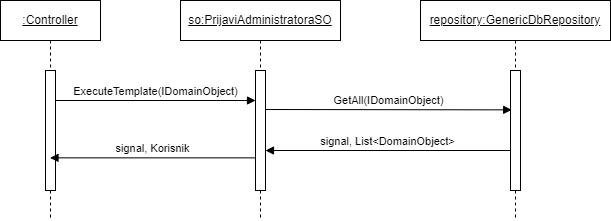 :Controller
so:PrijaviAdministratoraSO
repository:GenericDbRepository
ExecuteTemplate(IDomainObject)
GetAll(IDomainObject)
signal, List<DomainObject>
signal, Korisnik